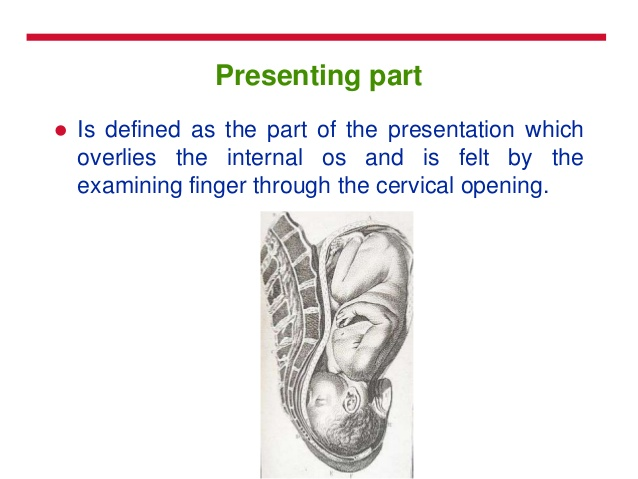 Presenting part
Is defined as the part of the presentation which
overlies the internal os and is felt by the
examining finger through the cervical opening.